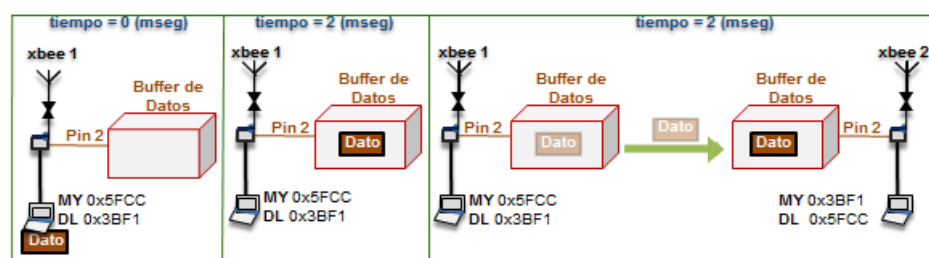 tiempo = 0 (mseg)
xbee 1
Buffer de
Datos
Pin 2
MY 0x5FCC
DL 0x3BF1
Dato
tiempo = 2 (mseg)
xbee 1
Buffer de
Datos
Pin 2
Dato
MY 0x5FCC
DL 0x3BF1
tiempo = 2 (mseg)
xbee 1
Buffer de
Datos
Pin 2
Dato
MY 0x5FCC
DL 0x3BF1
Dato
xbee 2
Buffer de
Datos
Pin 2
Dato
MY 0x3BF1
DL 0x5FCC